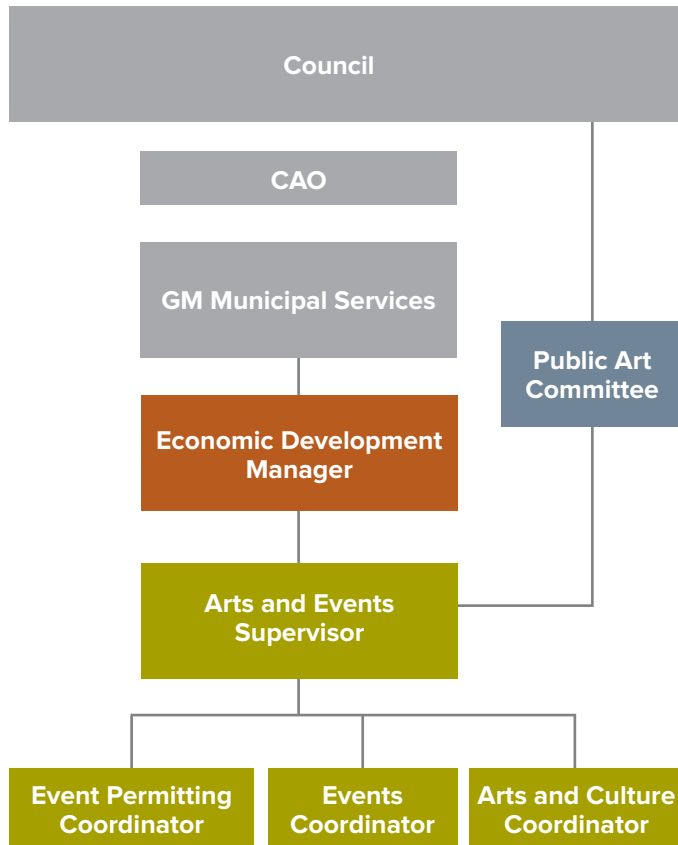 Council
CAO
GM Municipal Services
Public Art
Committee
Economic Development
Manager
Arts and Events
Supervisor
Event Permitting
Coordinator
Events
Coordinator
Arts and Culture
Coordinator